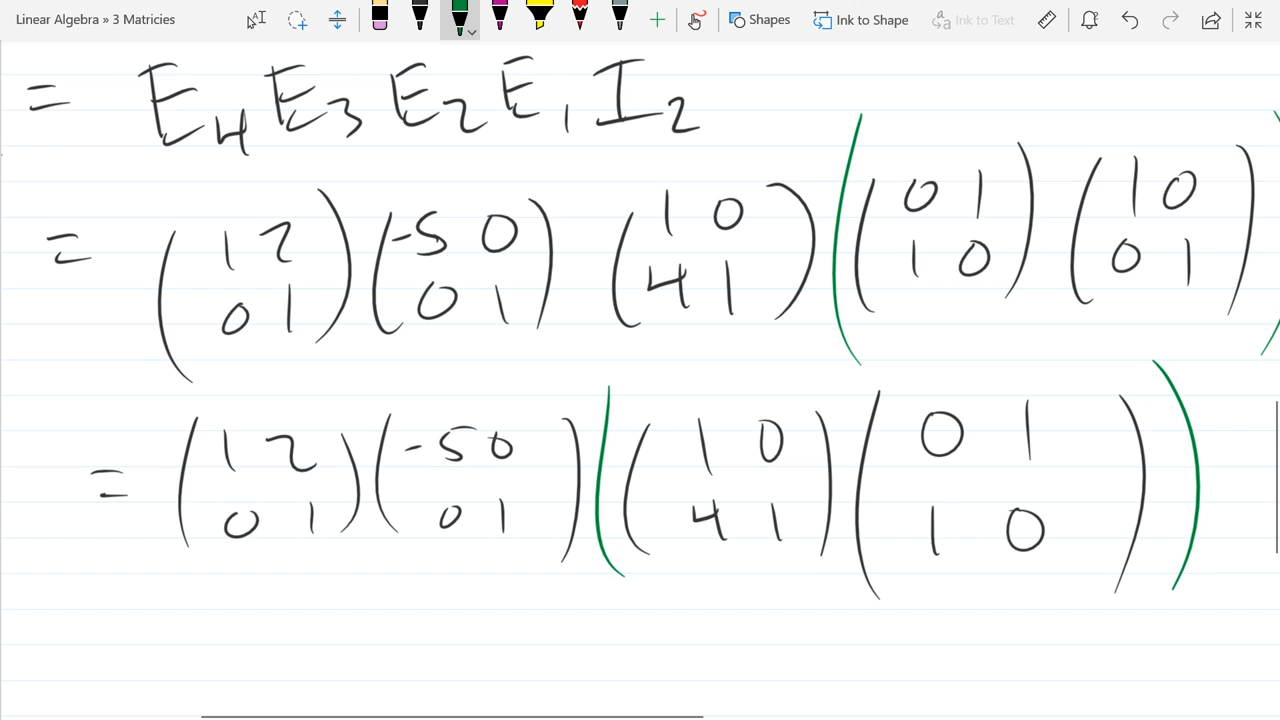 Linear Algebra » 3 Matricies Shapes Ink to Shape Ink to Text
= E₄ E₃ E₂ E₁ I₂
= (1 2 (-5 0) (1 0) ((0 1) (1 0)
0 1) 0 1 4 1 1 0 0 1
= (1 2) (-5 0) ((1 0) (0 1))
0 1 0 1 4 1 1 0